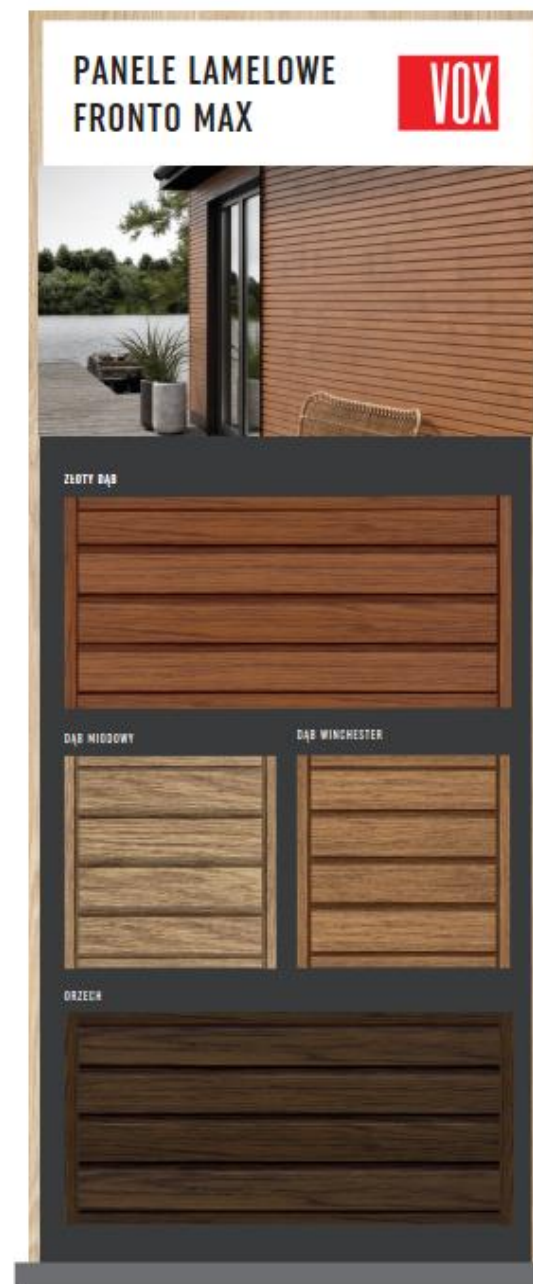 PANELE LAMELOWE
FRONTO MAX
VOX
ZŁOTY DĄB
DĄB MIODOWY
DĄB WINCHESTER
ORZECH